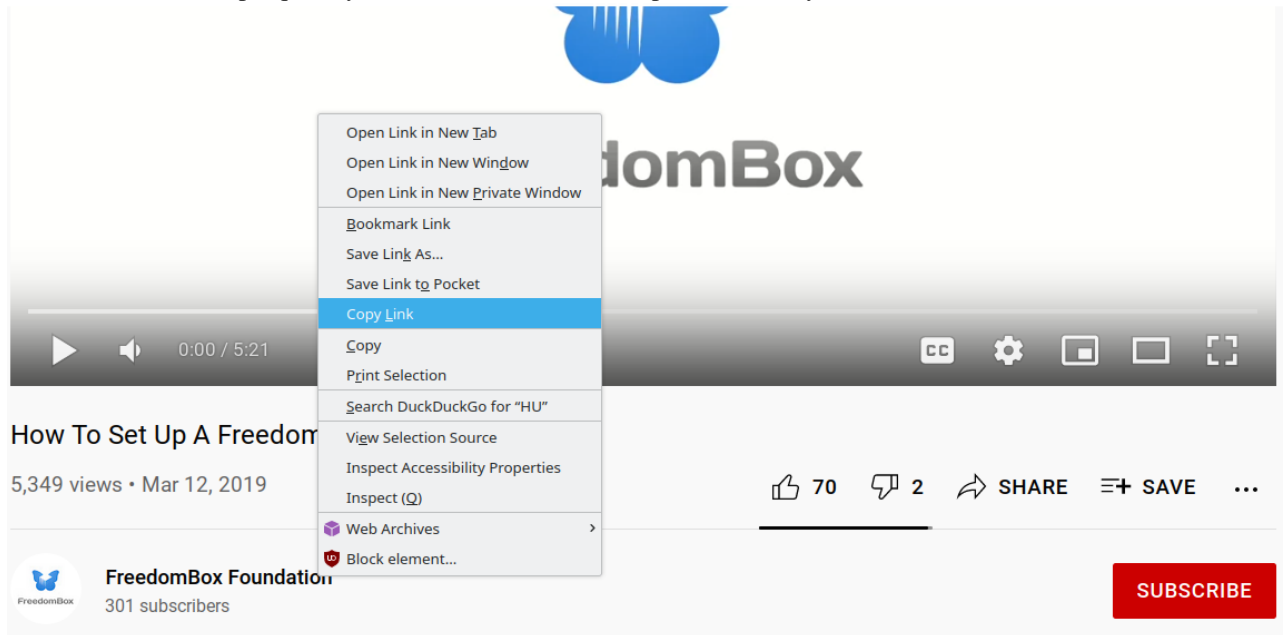 domBox
Open Link in New Tab
Open Link in New Window
Open Link in New Private Window
Bookmark Link
Save Link As...
Save Link to Pocket
Copy Link
Copy
Print Selection
Search DuckDuckGo for “HU”
View Selection Source
Inspect Accessibility Properties
Inspect (Q)
Web Archives
Block element...
0:00 / 5:21
CC
How To Set Up A Freedom
5,349 views • Mar 12, 2019
70 2 SHARE SAVE ...
FreedomBox Foundation
301 subscribers
FreedomBox
SUBSCRIBE